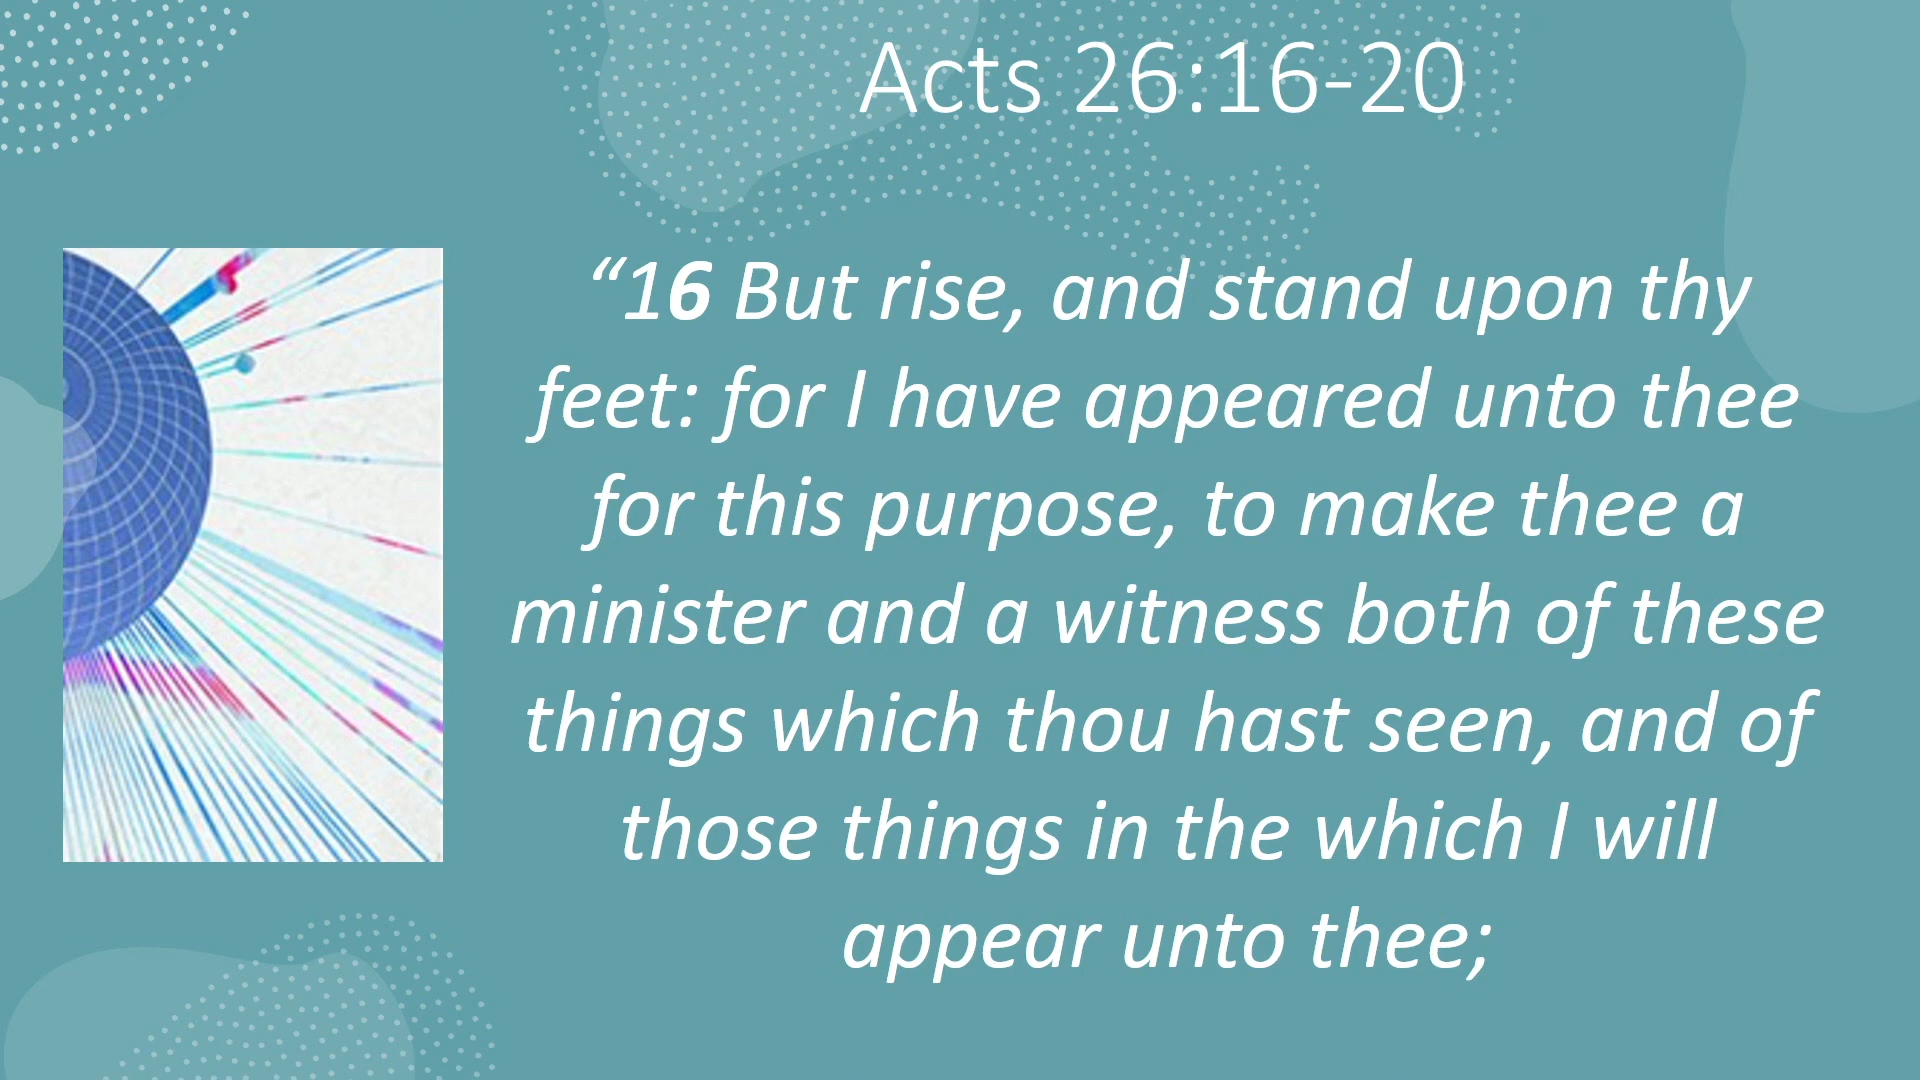 Acts 26:16-20
“16 But rise, and stand upon thy
feet: for I have appeared unto thee
for this purpose, to make thee a
minister and a witness both of these
things which thou hast seen, and of
those things in the which I will
appear unto thee;